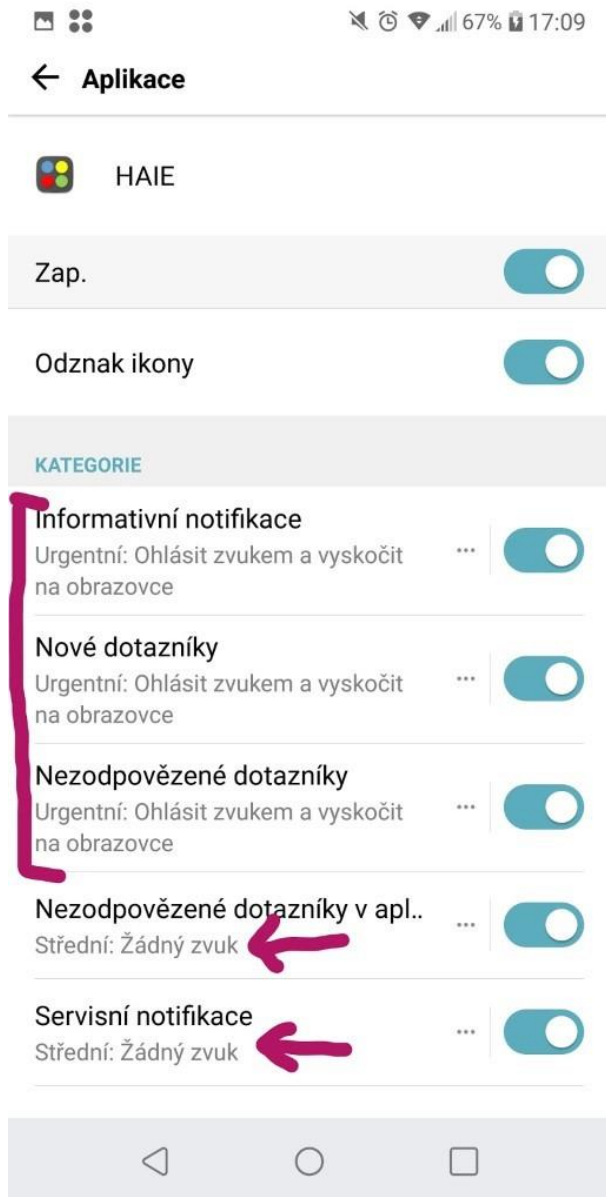 67% 17:09
Aplikace
HAIE
Zap.
Odznak ikony
KATEGORIE
Informativní notifikace
Urgentní: Ohlásit zvukem a vyskočit
na obrazovce
Nové dotazníky
Urgentní: Ohlásit zvukem a vyskočit
na obrazovce
Nezodpovězené dotazníky
Urgentní: Ohlásit zvukem a vyskočit
na obrazovce
Nezodpovězené dotazníky v apl..
Střední: Žádný zvuk
Servisní notifikace
Střední: Žádný zvuk